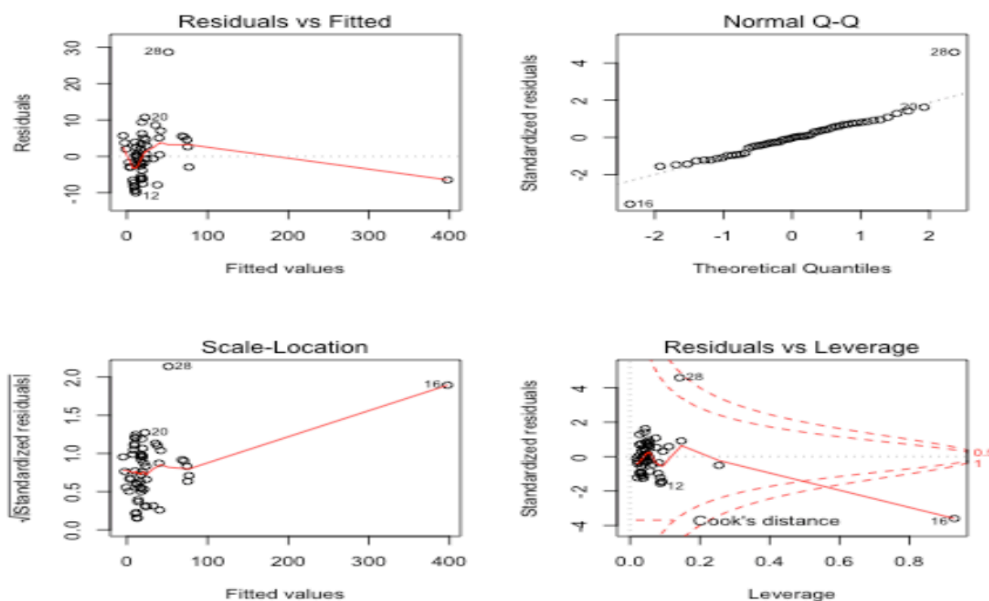 Residuals vs Fitted
Residuals
30
20
10
0
-10
28
20
12
0 100 200 300 400
Fitted values
Normal Q-Q
Standardized residuals
4
2
0
-2
28
20
16
-2 -1 0 1 2
Theoretical Quantiles
Scale-Location
√|Standardized residuals|
2.0
1.5
1.0
0.5
0.0
28
16
20
0 100 200 300 400
Fitted values
Residuals vs Leverage
Standardized residuals
4
2
0
-2
-4
28
12
16
1
Cook's distance
0.0 0.2 0.4 0.6 0.8
Leverage